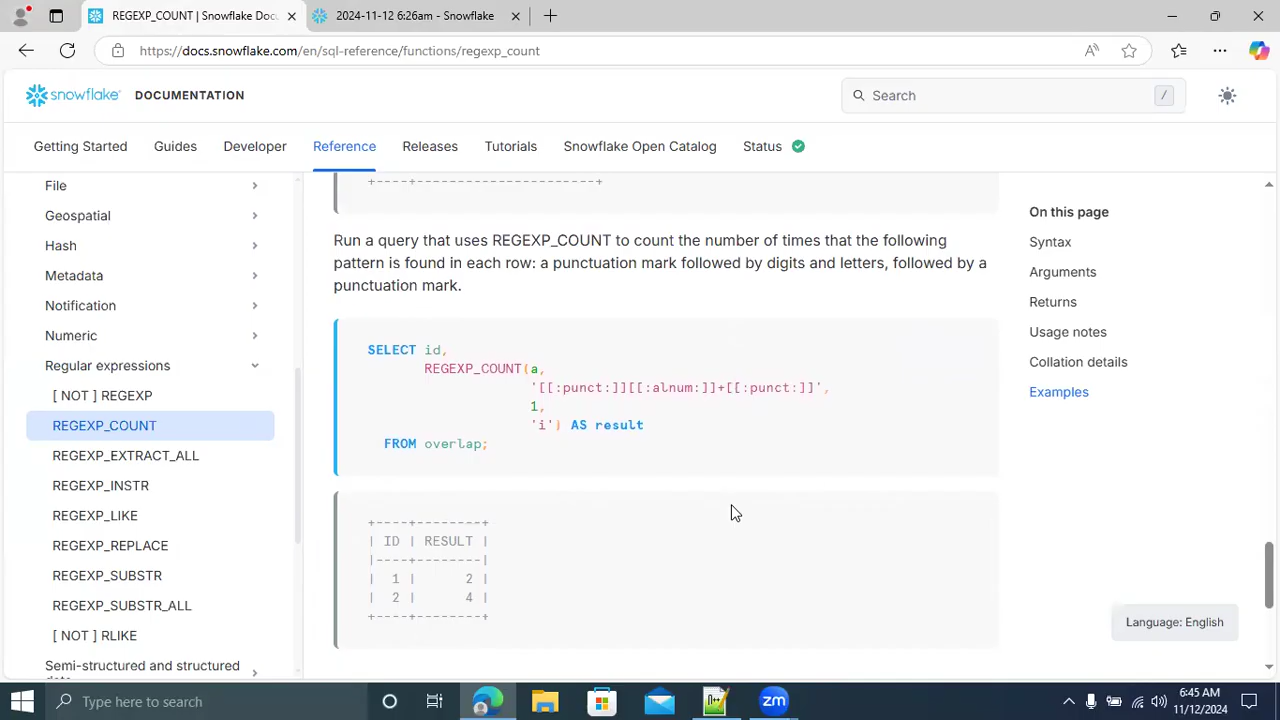 REGEXP_COUNT | Snowflake Docu
2024-11-12 6:26am - Snowflake
https://docs.snowflake.com/en/sql-reference/functions/regexp_count
snowflake® DOCUMENTATION
Search /
Getting Started Guides Developer Reference Releases Tutorials Snowflake Open Catalog Status
File
Geospatial
Hash
Metadata
Notification
Numeric
Regular expressions
[ NOT ] REGEXP
REGEXP_COUNT
REGEXP_EXTRACT_ALL
REGEXP_INSTR
REGEXP_LIKE
REGEXP_REPLACE
REGEXP_SUBSTR
REGEXP_SUBSTR_ALL
[ NOT ] RLIKE
Semi-structured and structured
+----+----------------------+
Run a query that uses REGEXP_COUNT to count the number of times that the following
pattern is found in each row: a punctuation mark followed by digits and letters, followed by a
punctuation mark.
SELECT id,
REGEXP_COUNT(a,
'[[:punct:]][[:alnum:]]+[[:punct:]]',
1,
'i') AS result
FROM overlap;
+----+--------+
| ID | RESULT |
|----+--------|
| 1 | 2 |
| 2 | 4 |
+----+--------+
On this page
Syntax
Arguments
Returns
Usage notes
Collation details
Examples
Language: English
Type here to search
zm
6:45 AM
11/12/2024